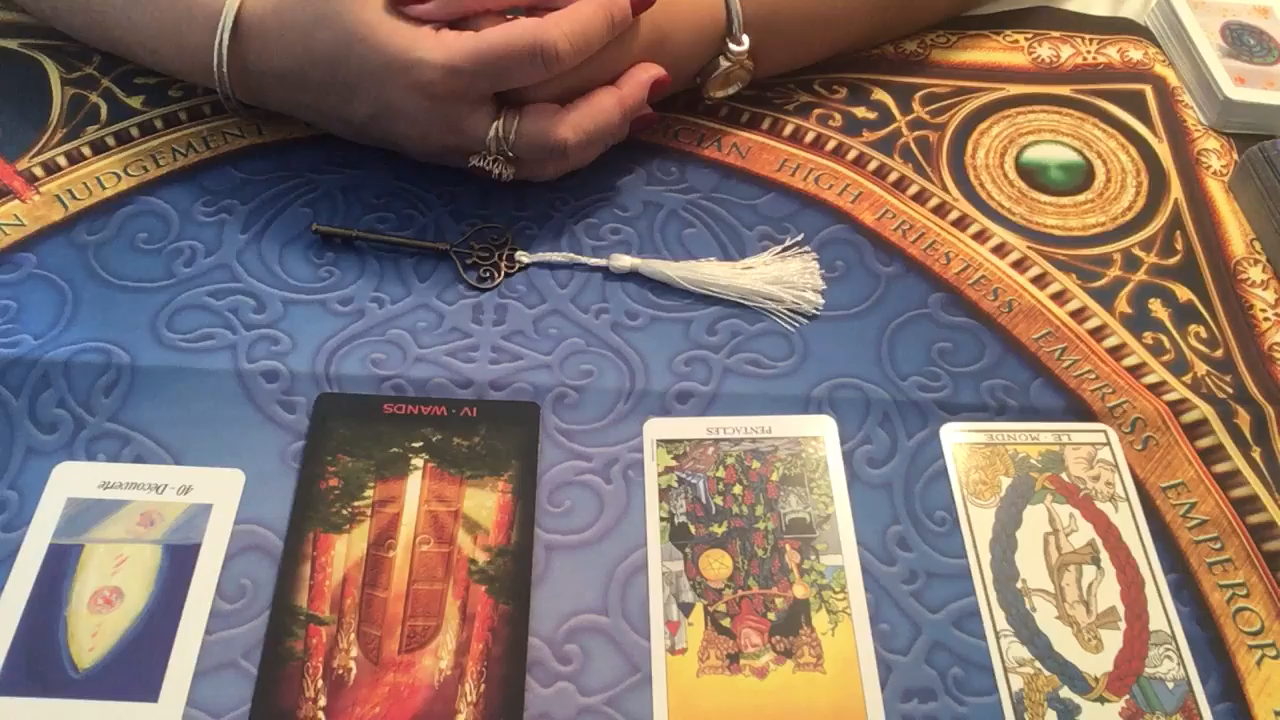 N JUDGEMENT
ICIAN HIGH PRIESTESS EMPRESS EMPEROR
40 - Découverte
IV · WANDS
PENTACLES
LE · MONDE